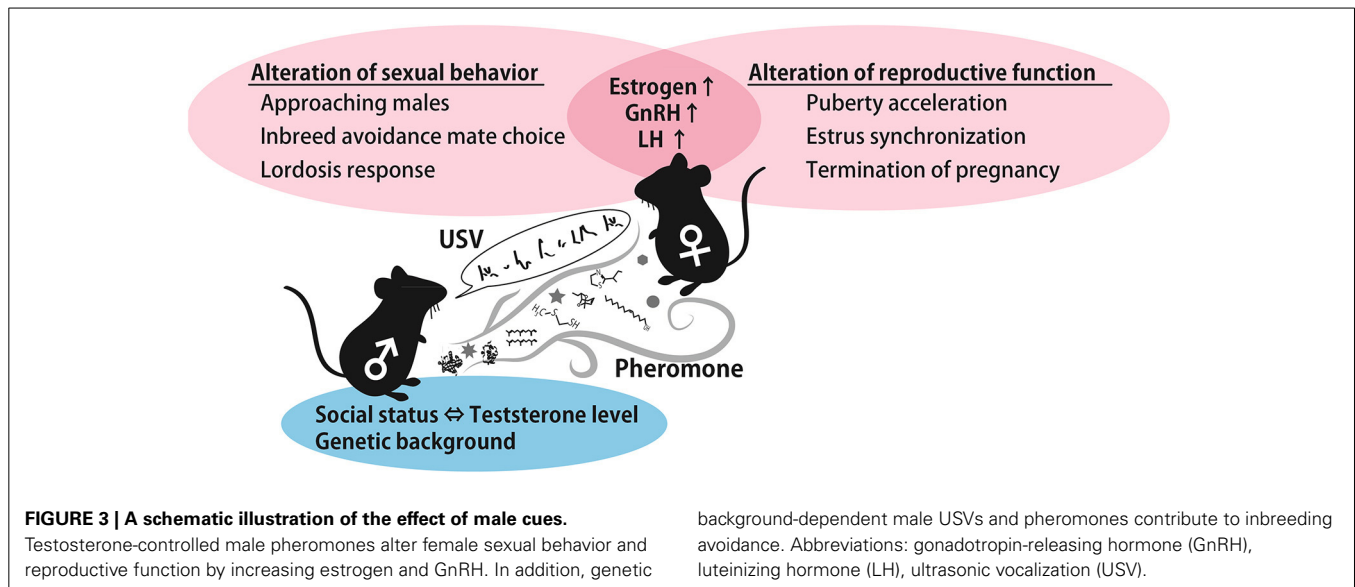 Alteration of sexual behavior
Approaching males
Inbreed avoidance mate choice
Lordosis response
Estrogen ↑
GnRH ↑
LH ↑
Alteration of reproductive function
Puberty acceleration
Estrus synchronization
Termination of pregnancy
USV
♀
♂
N
S
H₃C
S
SH
OH
Pheromone
Social status ⇔ Teststerone level
Genetic background
FIGURE 3 | A schematic illustration of the effect of male cues.
Testosterone-controlled male pheromones alter female sexual behavior and
reproductive function by increasing estrogen and GnRH. In addition, genetic
background-dependent male USVs and pheromones contribute to inbreeding
avoidance. Abbreviations: gonadotropin-releasing hormone (GnRH),
luteinizing hormone (LH), ultrasonic vocalization (USV).